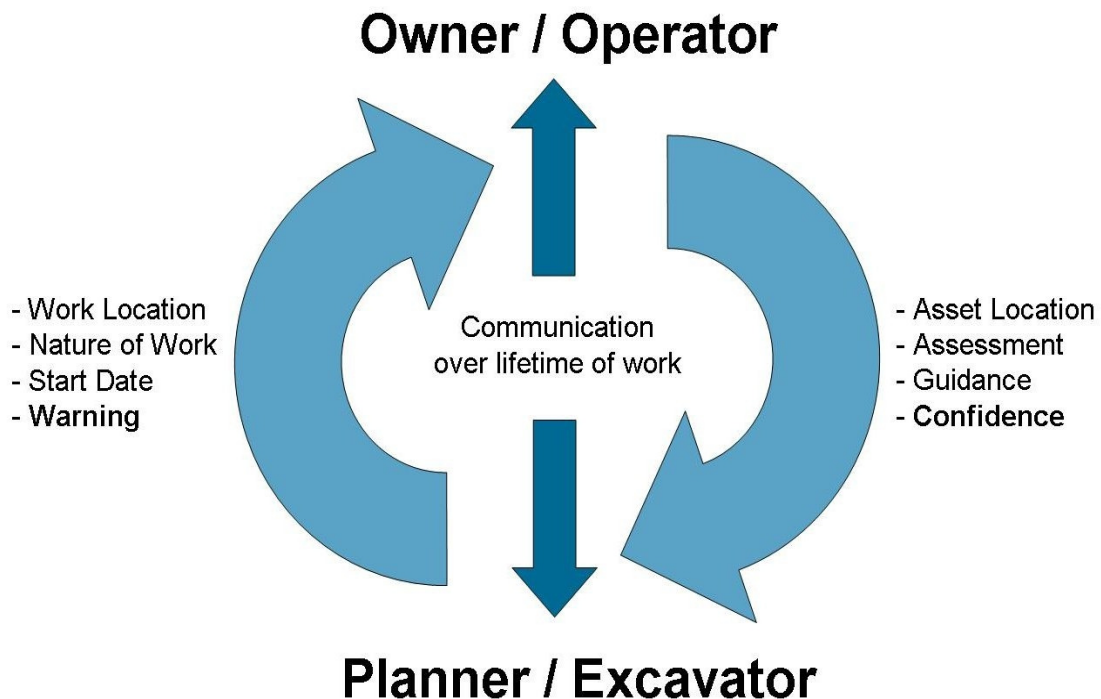 Owner / Operator
- Work Location
- Nature of Work
- Start Date
- Warning
Communication
over lifetime of work
- Asset Location
- Assessment
- Guidance
- Confidence
Planner / Excavator